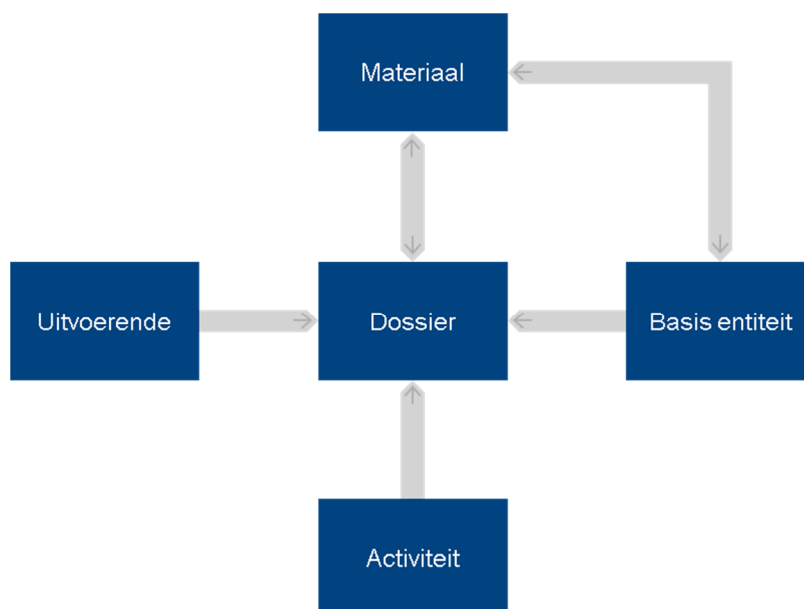 Materiaal
Uitvoerende
Dossier
Basis entiteit
Activiteit